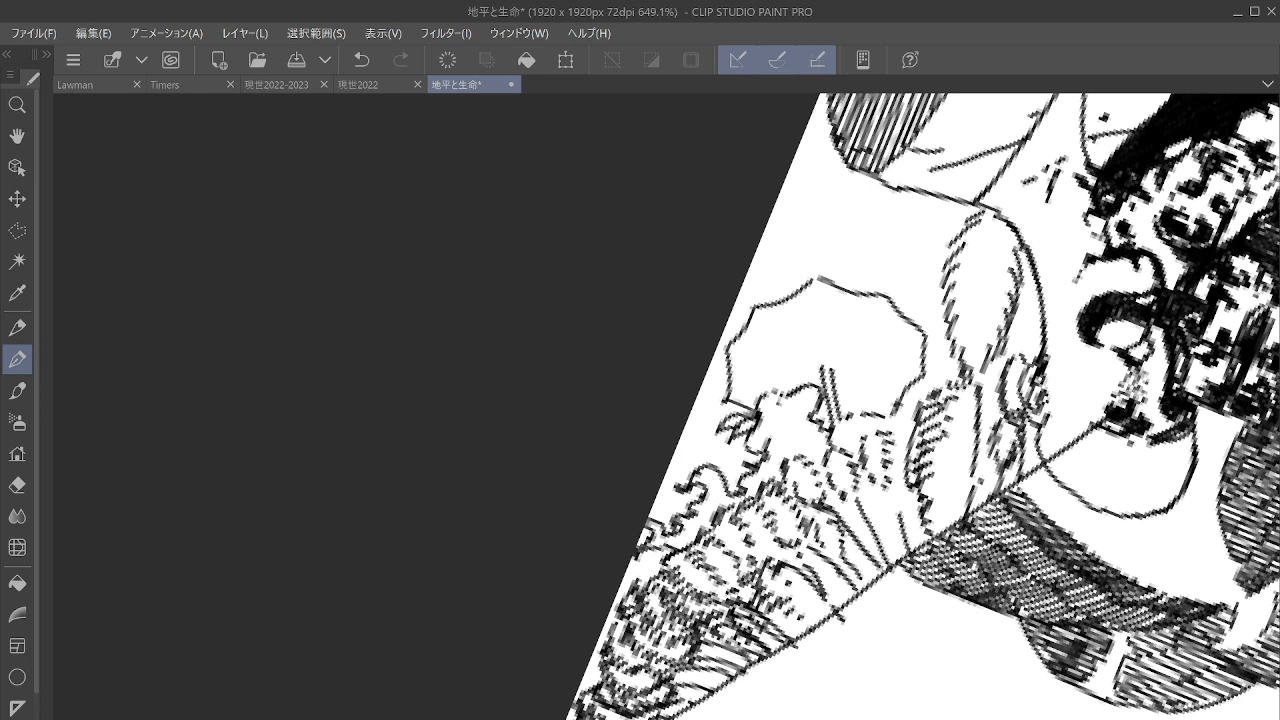 地平と生命* (1920 x 1920px 72dpi 649.1%) - CLIP STUDIO PAINT PRO
ファイル(F) 編集(E) アニメーション(A) レイヤー(L) 選択範囲(S) 表示(V) フィルター(I) ウィンドウ(W) ヘルプ(H)
Lawman Timers 現世2022-2023 現世2022 地平と生命*